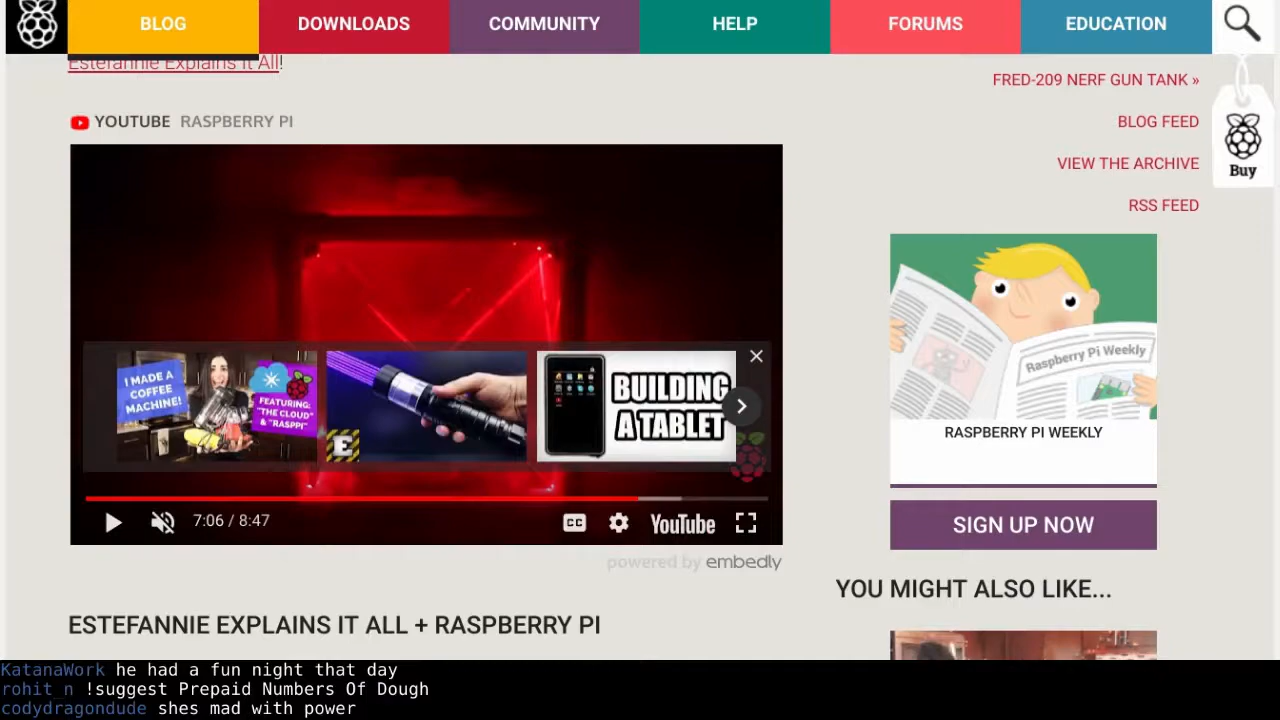 BLOG
DOWNLOADS
COMMUNITY
HELP
FORUMS
EDUCATION
Estefannie Explains It All!
FRED-209 NERF GUN TANK »
BLOG FEED
VIEW THE ARCHIVE
RSS FEED
Buy
YOUTUBE RASPBERRY PI
I MADE A
COFFEE
MACHINE!
FEATURING:
"THE CLOUD"
& "RASPPI"
E
BUILDING
A TABLET
7:06 / 8:47
CC
YouTube
powered by embedly
Raspberry Pi Weekly
RASPBERRY PI WEEKLY
SIGN UP NOW
YOU MIGHT ALSO LIKE...
ESTEFANNIE EXPLAINS IT ALL + RASPBERRY PI
KatanaWork he had a fun night that day
rohit_n !suggest Prepaid Numbers Of Dough
codydragondude shes mad with power